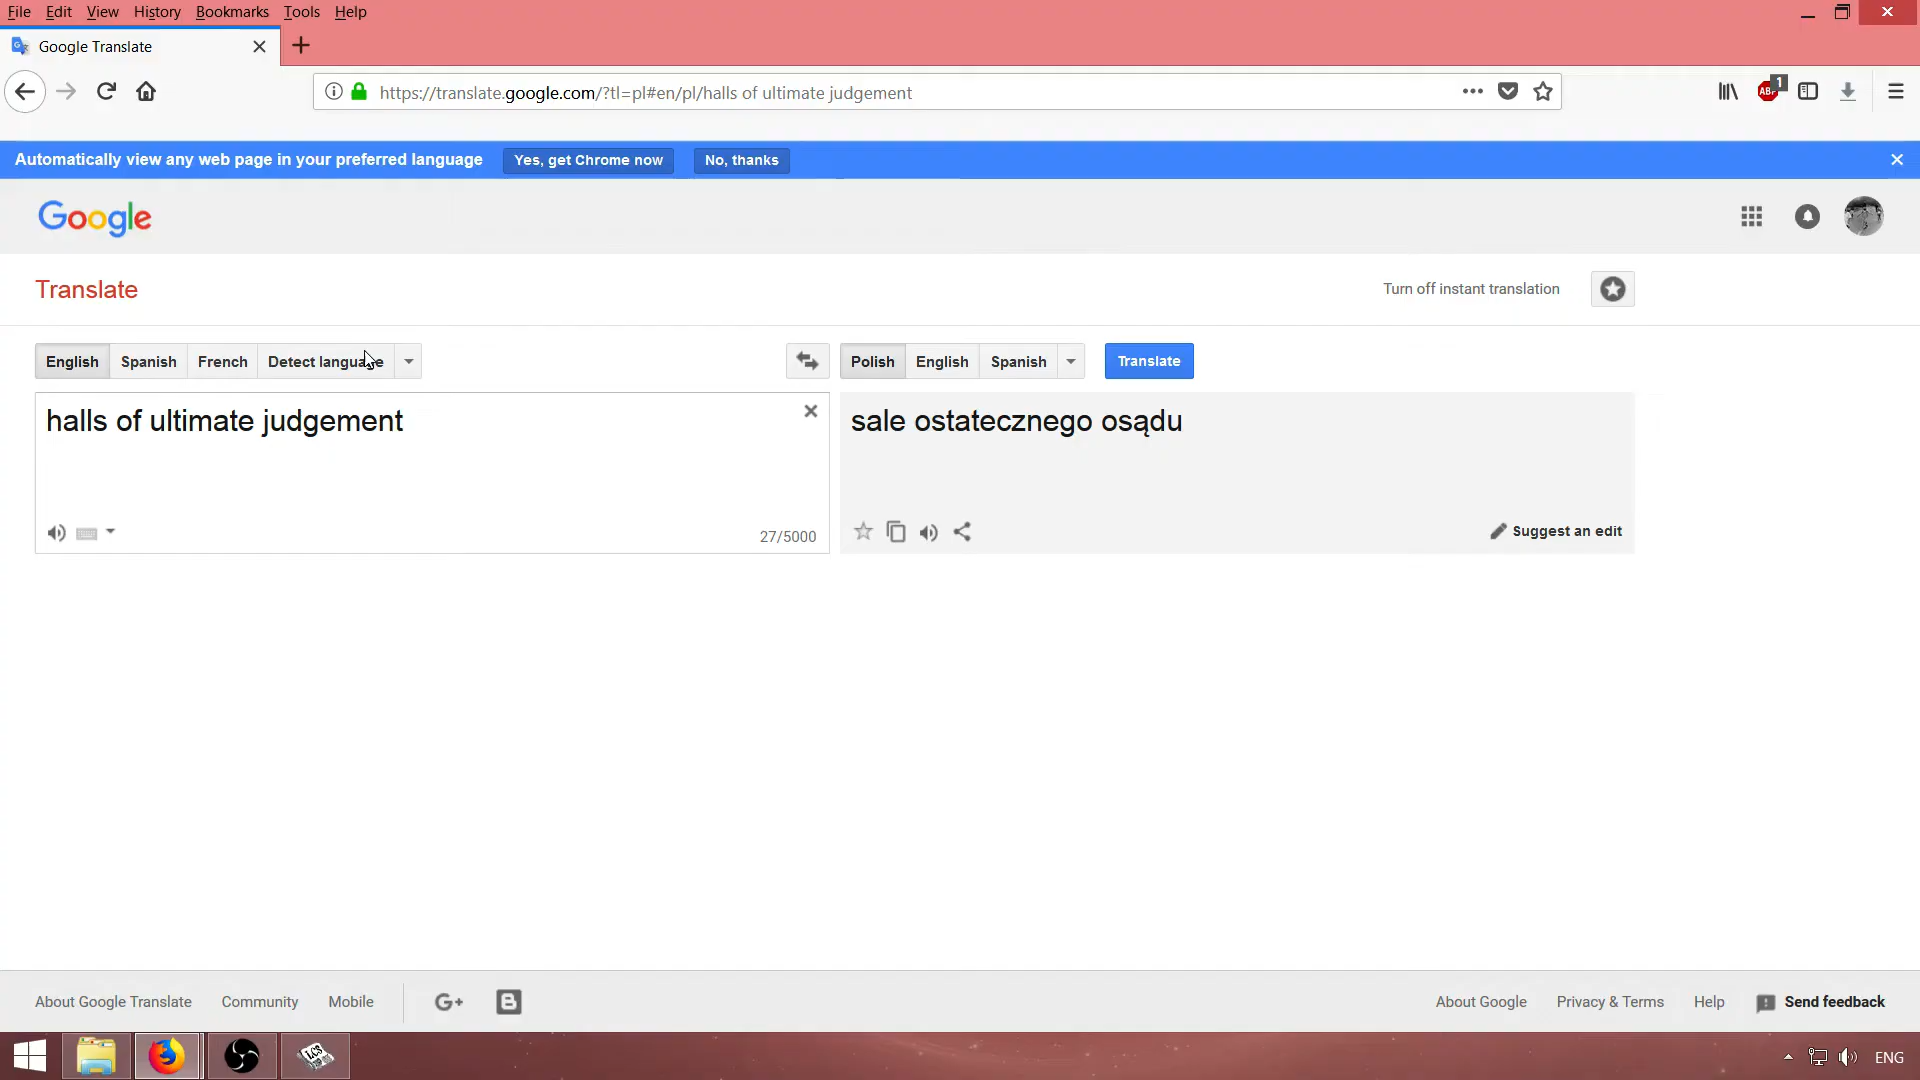 File Edit View History Bookmarks Tools Help
Google Translate
https://translate.google.com/?tl=pl#en/pl/halls of ultimate judgement
ABP 1
Automatically view any web page in your preferred language Yes, get Chrome now No, thanks
Google
Translate
Turn off instant translation
English Spanish French Detect language
Polish English Spanish Translate
halls of ultimate judgement
sale ostatecznego osądu
27/5000
Suggest an edit
About Google Translate Community Mobile G+ B
About Google Privacy & Terms Help Send feedback
LCS
ENG